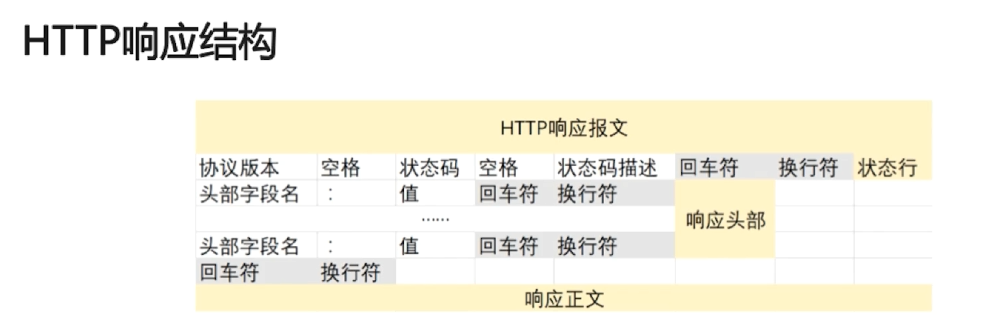 HTTP响应结构
HTTP响应报文
协议版本 空格 状态码 空格 状态码描述 回车符 换行符 状态行
头部字段名 : 值 回车符 换行符
……
响应头部
头部字段名 : 值 回车符 换行符
回车符 换行符
响应正文